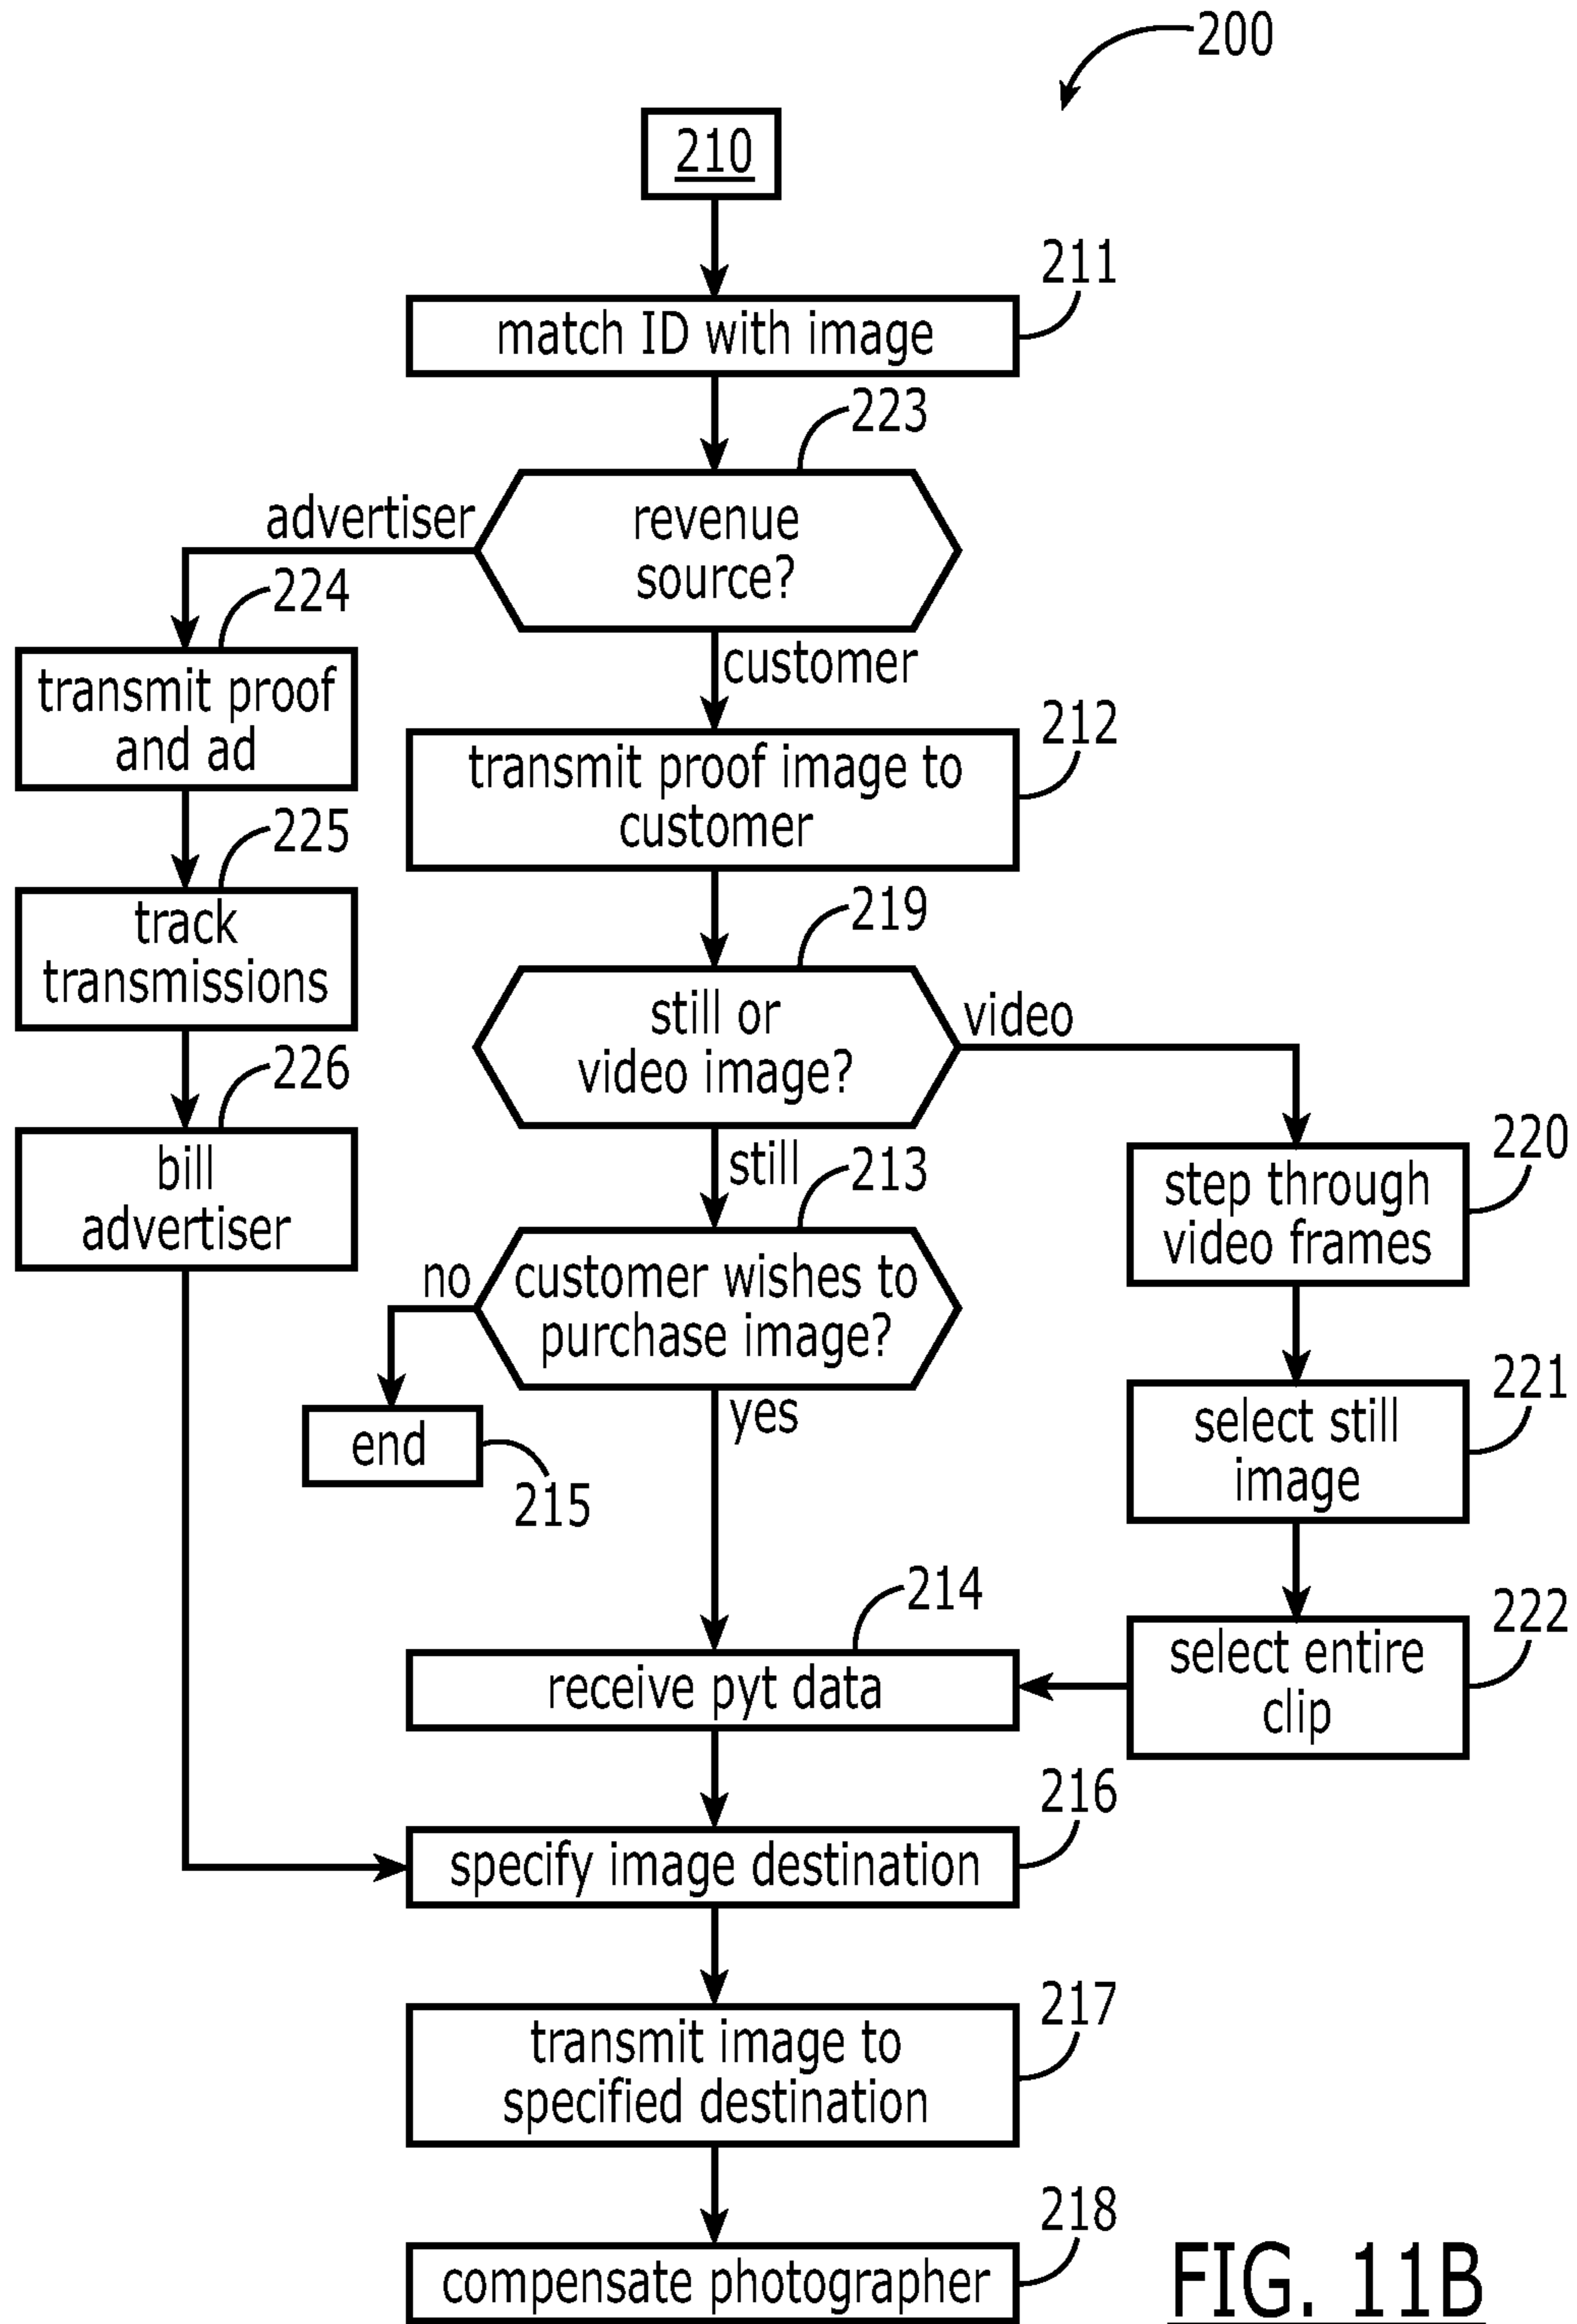 200
210
211
match ID with image
223
advertiser
revenue
source?
224
customer
transmit proof
and ad
212
transmit proof image to
customer
225
track
transmissions
219
still or
video image?
video
226
bill
advertiser
still
213
no
customer wishes to
purchase image?
yes
220
step through
video frames
end
215
221
select still
image
214
receive pyt data
222
select entire
clip
216
specify image destination
217
transmit image to
specified destination
218
compensate photographer
FIG. 11B